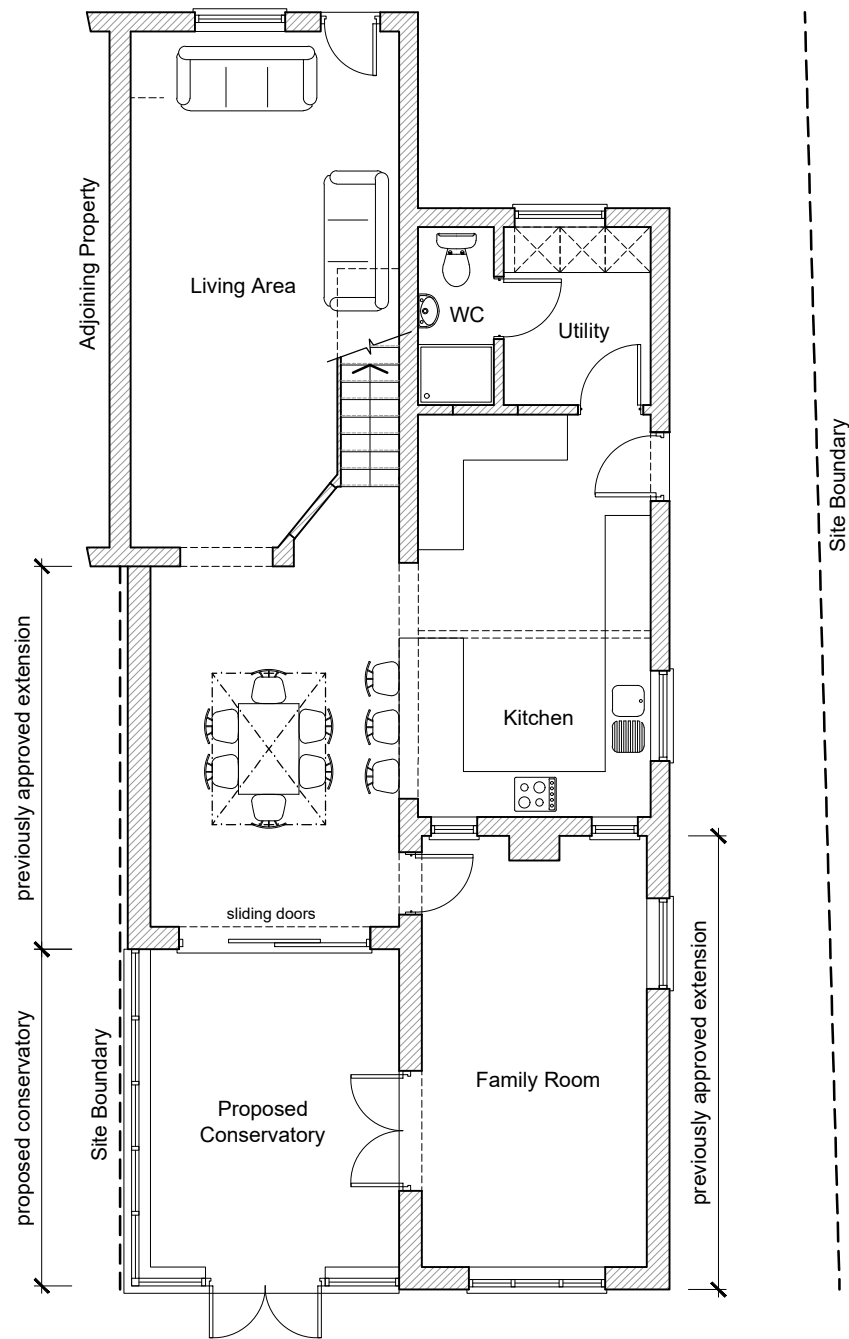 Adjoining Property
Living Area
WC
Utility
Site Boundary
previously approved extension
Kitchen
sliding doors
proposed conservatory
Site Boundary
Proposed
Conservatory
Family Room
previously approved extension